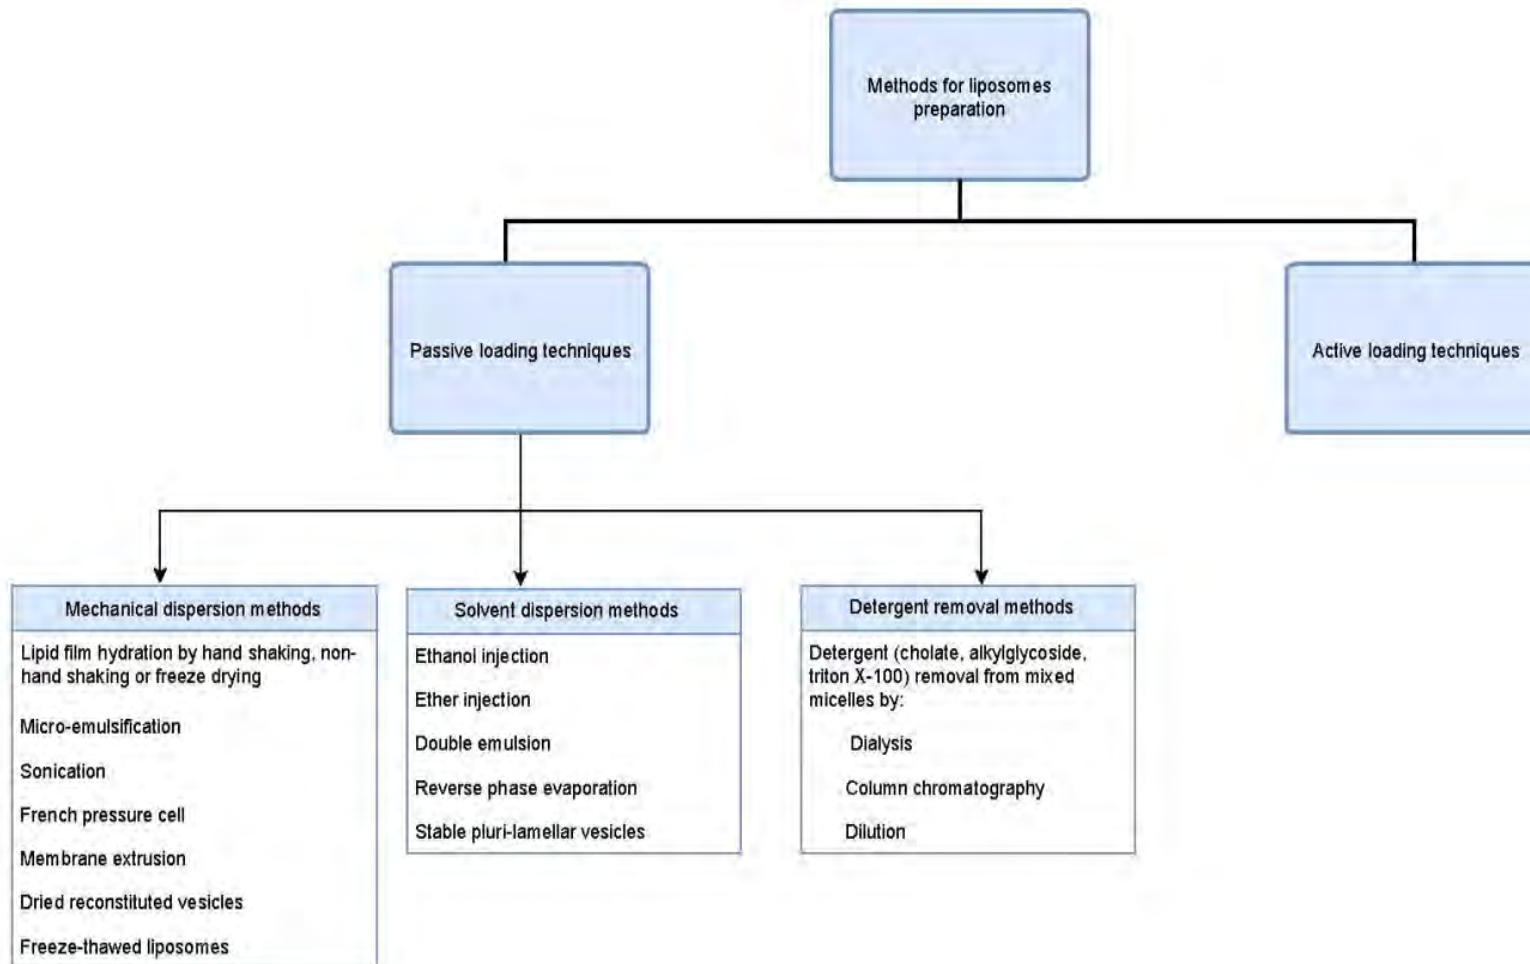 Methods for liposomes
preparation
Passive loading techniques
Active loading techniques
Mechanical dispersion methods
Lipid film hydration by hand shaking, non-
hand shaking or freeze drying
Micro-emulsification
Sonication
French pressure cell
Membrane extrusion
Dried reconstituted vesicles
Freeze-thawed liposomes
Solvent dispersion methods
Ethanol injection
Ether injection
Double emulsion
Reverse phase evaporation
Stable pluri-lamellar vesicles
Detergent removal methods
Detergent (cholate, alkylglycoside,
triton X-100) removal from mixed
micelles by:
Dialysis
Column chromatography
Dilution